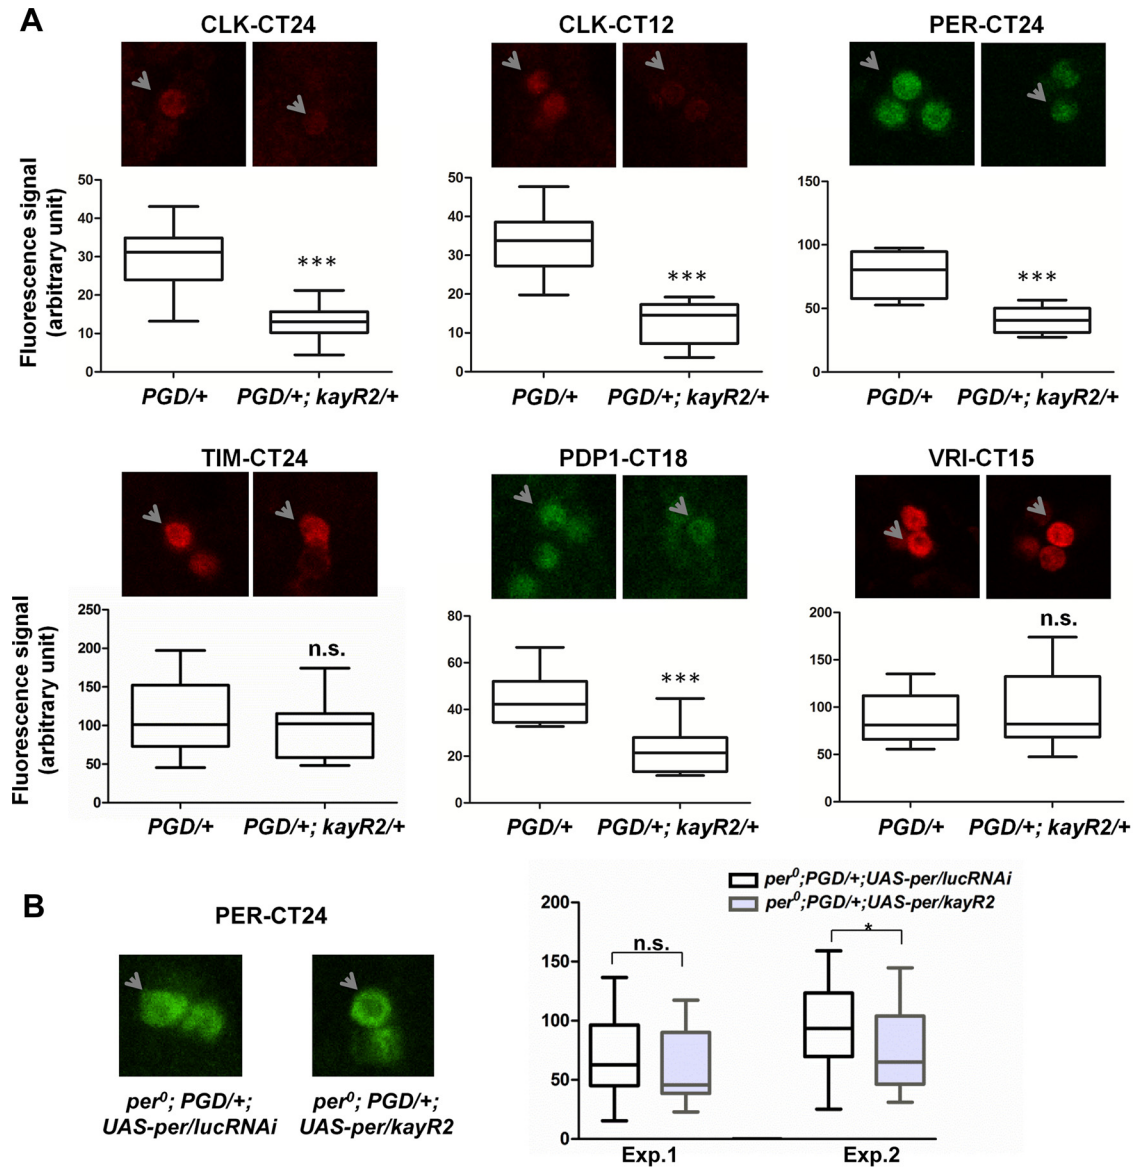 A
CLK-CT24
CLK-CT12
PER-CT24
Fluorescence signal
(arbitrary unit)
50
40
30
20
10
0
***
PGD/+
PGD/+; kayR2/+
50
40
30
20
10
0
***
PGD/+
PGD/+; kayR2/+
150
100
50
0
***
PGD/+
PGD/+; kayR2/+
TIM-CT24
PDP1-CT18
VRI-CT15
Fluorescence signal
(arbitrary unit)
250
200
150
100
50
0
n.s.
PGD/+
PGD/+; kayR2/+
80
60
40
20
0
***
PGD/+
PGD/+; kayR2/+
200
150
100
50
0
n.s.
PGD/+
PGD/+; kayR2/+
B
PER-CT24
per⁰; PGD/+;
UAS-per/lucRNAi
per⁰; PGD/+;
UAS-per/kayR2
per⁰;PGD/+;UAS-per/lucRNAi
per⁰;PGD/+;UAS-per/kayR2
200
150
100
50
0
n.s.
*
Exp.1
Exp.2